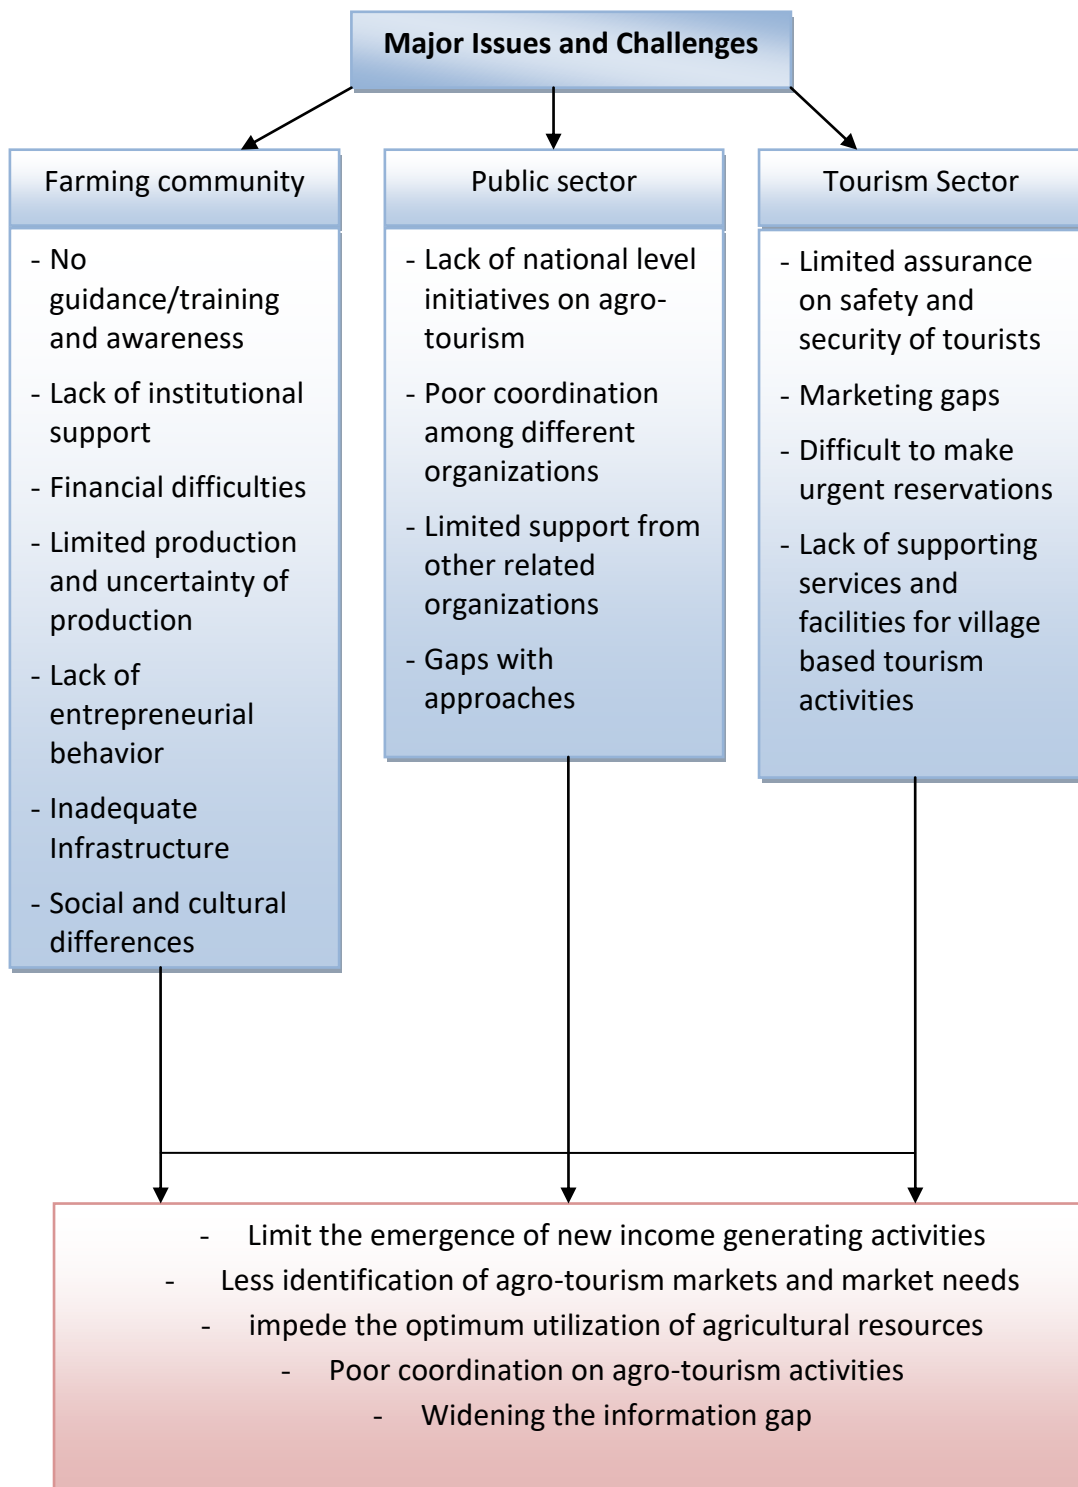 Major Issues and Challenges
Farming community
- No
guidance/training
and awareness
- Lack of institutional
support
- Financial difficulties
- Limited production
and uncertainty of
production
- Lack of
entrepreneurial
behavior
- Inadequate
Infrastructure
- Social and cultural
differences
Public sector
- Lack of national level
initiatives on agro-
tourism
- Poor coordination
among different
organizations
- Limited support from
other related
organizations
- Gaps with
approaches
Tourism Sector
- Limited assurance
on safety and
security of tourists
- Marketing gaps
- Difficult to make
urgent reservations
- Lack of supporting
services and
facilities for village
based tourism
activities
- Limit the emergence of new income generating activities
- Less identification of agro-tourism markets and market needs
- impede the optimum utilization of agricultural resources
- Poor coordination on agro-tourism activities
- Widening the information gap